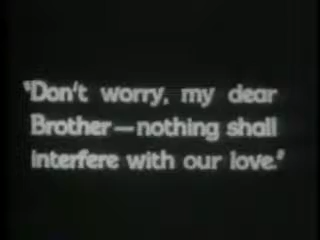 "Don't worry, my dear
Brother—nothing shall
interfere with our love."